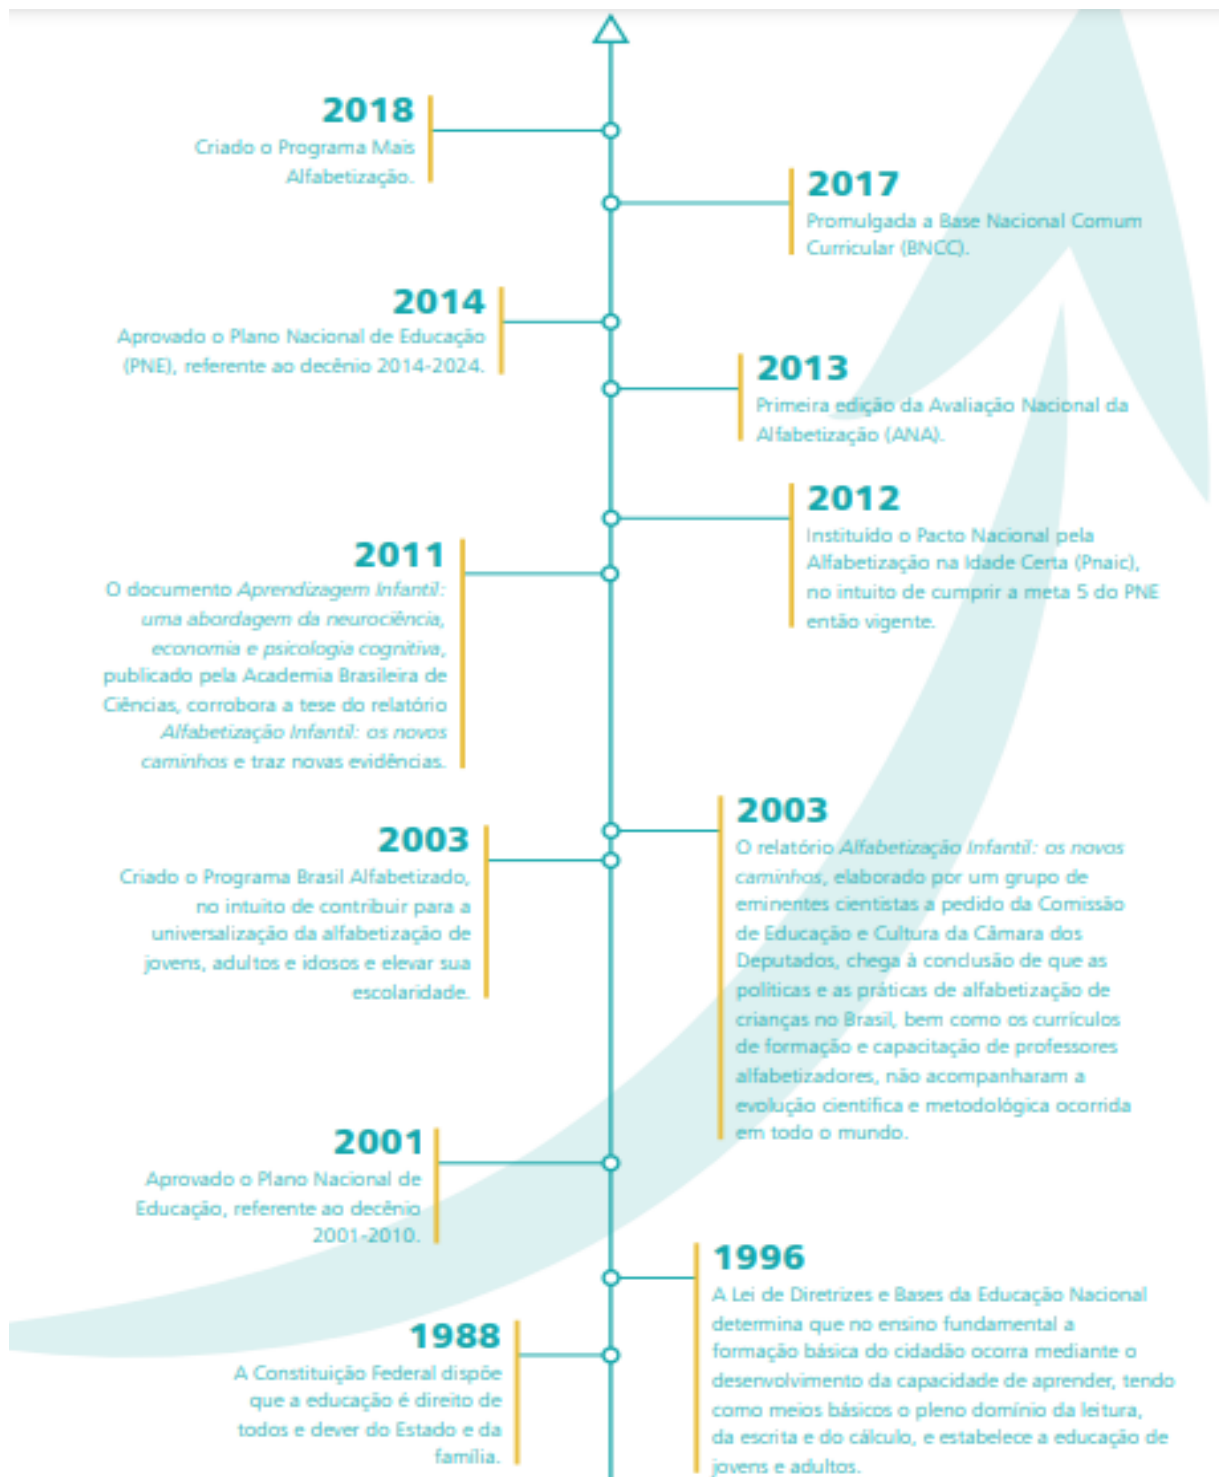 2018
Criado o Programa Mais
Alfabetização.
2017
Promulgada a Base Nacional Comum
Curricular (BNCC).
2014
Aprovado o Plano Nacional de Educação
(PNE), referente ao decênio 2014-2024.
2013
Primeira edição da Avaliação Nacional da
Alfabetização (ANA).
2012
Instituído o Pacto Nacional pela
Alfabetização na Idade Certa (Pnaic),
no intuito de cumprir a meta 5 do PNE
então vigente.
2011
O documento Aprendizagem Infantil:
uma abordagem da neurociência,
economia e psicologia cognitiva,
publicado pela Academia Brasileira de
Ciências, corrobora a tese do relatório
Alfabetização Infantil: os novos
caminhos e traz novas evidências.
2003
O relatório Alfabetização Infantil: os novos
caminhos, elaborado por um grupo de
eminentes cientistas a pedido da Comissão
de Educação e Cultura da Câmara dos
Deputados, chega à conclusão de que as
políticas e as práticas de alfabetização de
crianças no Brasil, bem como os currículos
de formação e capacitação de professores
alfabetizadores, não acompanharam a
evolução científica e metodológica ocorrida
em todo o mundo.
2003
Criado o Programa Brasil Alfabetizado,
no intuito de contribuir para a
universalização da alfabetização de
jovens, adultos e idosos e elevar sua
escolaridade.
2001
Aprovado o Plano Nacional de
Educação, referente ao decênio
2001-2010.
1996
A Lei de Diretrizes e Bases da Educação Nacional
determina que no ensino fundamental a
formação básica do cidadão ocorra mediante o
desenvolvimento da capacidade de aprender, tendo
como meios básicos o pleno domínio da leitura,
da escrita e do cálculo, e estabelece a educação de
jovens e adultos.
1988
A Constituição Federal dispõe
que a educação é direito de
todos e dever do Estado e da
família.